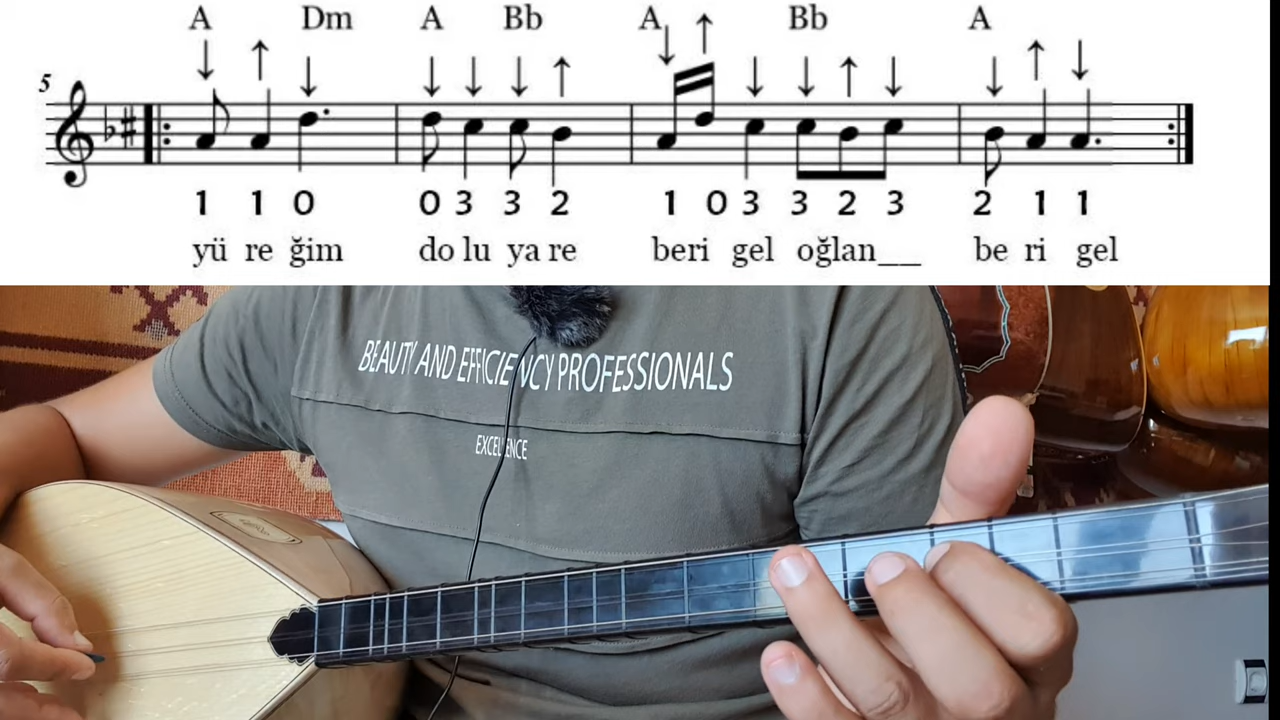 A Dm A Bb A Bb A
5
1 1 0 0 3 3 2 1 0 3 3 2 3 2 1 1
yü re ğim do lu ya re beri gel oğlan__ be ri gel
BEAUTY AND EFFICIENCY PROFESSIONALS
EXCELLENCE